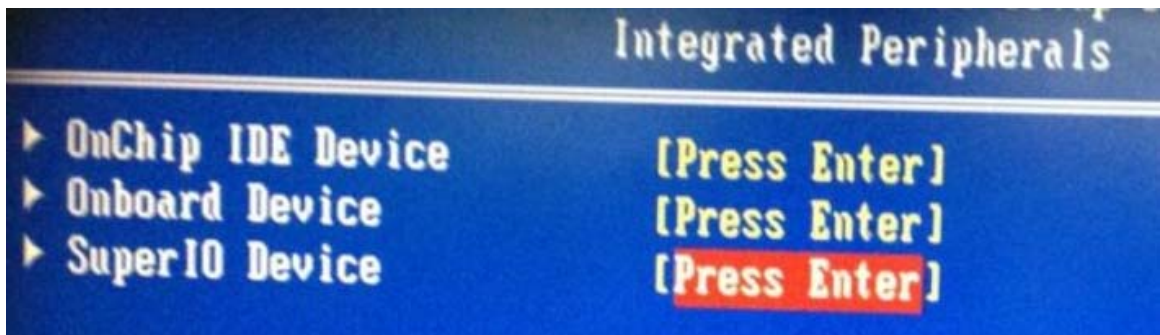 Integrated Peripherals
OnChip IDE Device [Press Enter]
Onboard Device [Press Enter]
SuperIO Device [Press Enter]